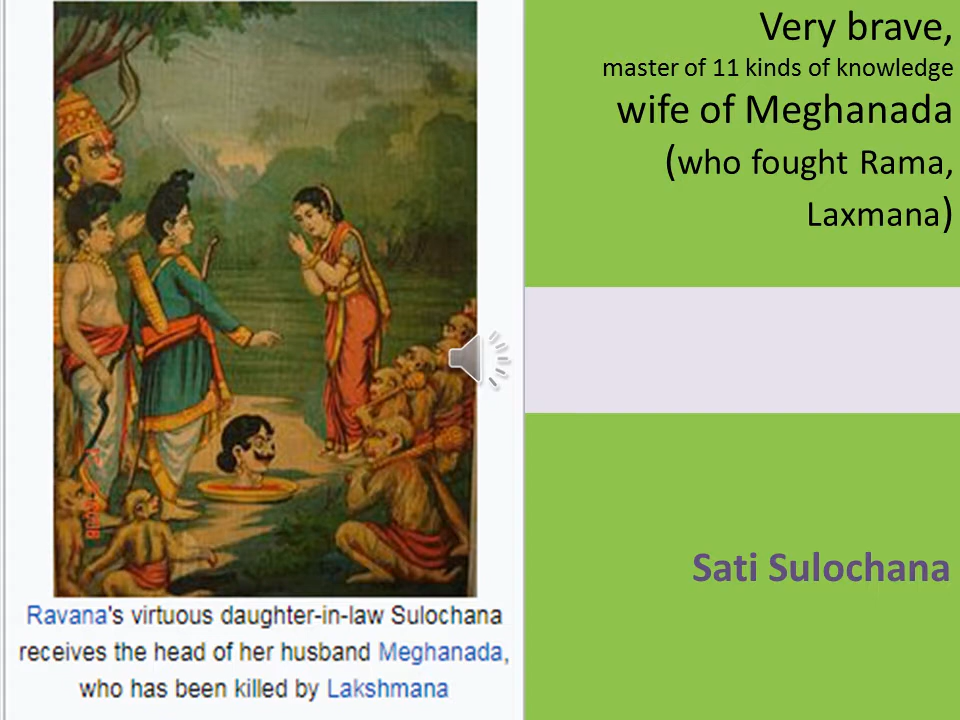 Very brave,
master of 11 kinds of knowledge
wife of Meghanada
(who fought Rama,
Laxmana)
Sati Sulochana
Ravana's virtuous daughter-in-law Sulochana
receives the head of her husband Meghanada,
who has been killed by Lakshmana